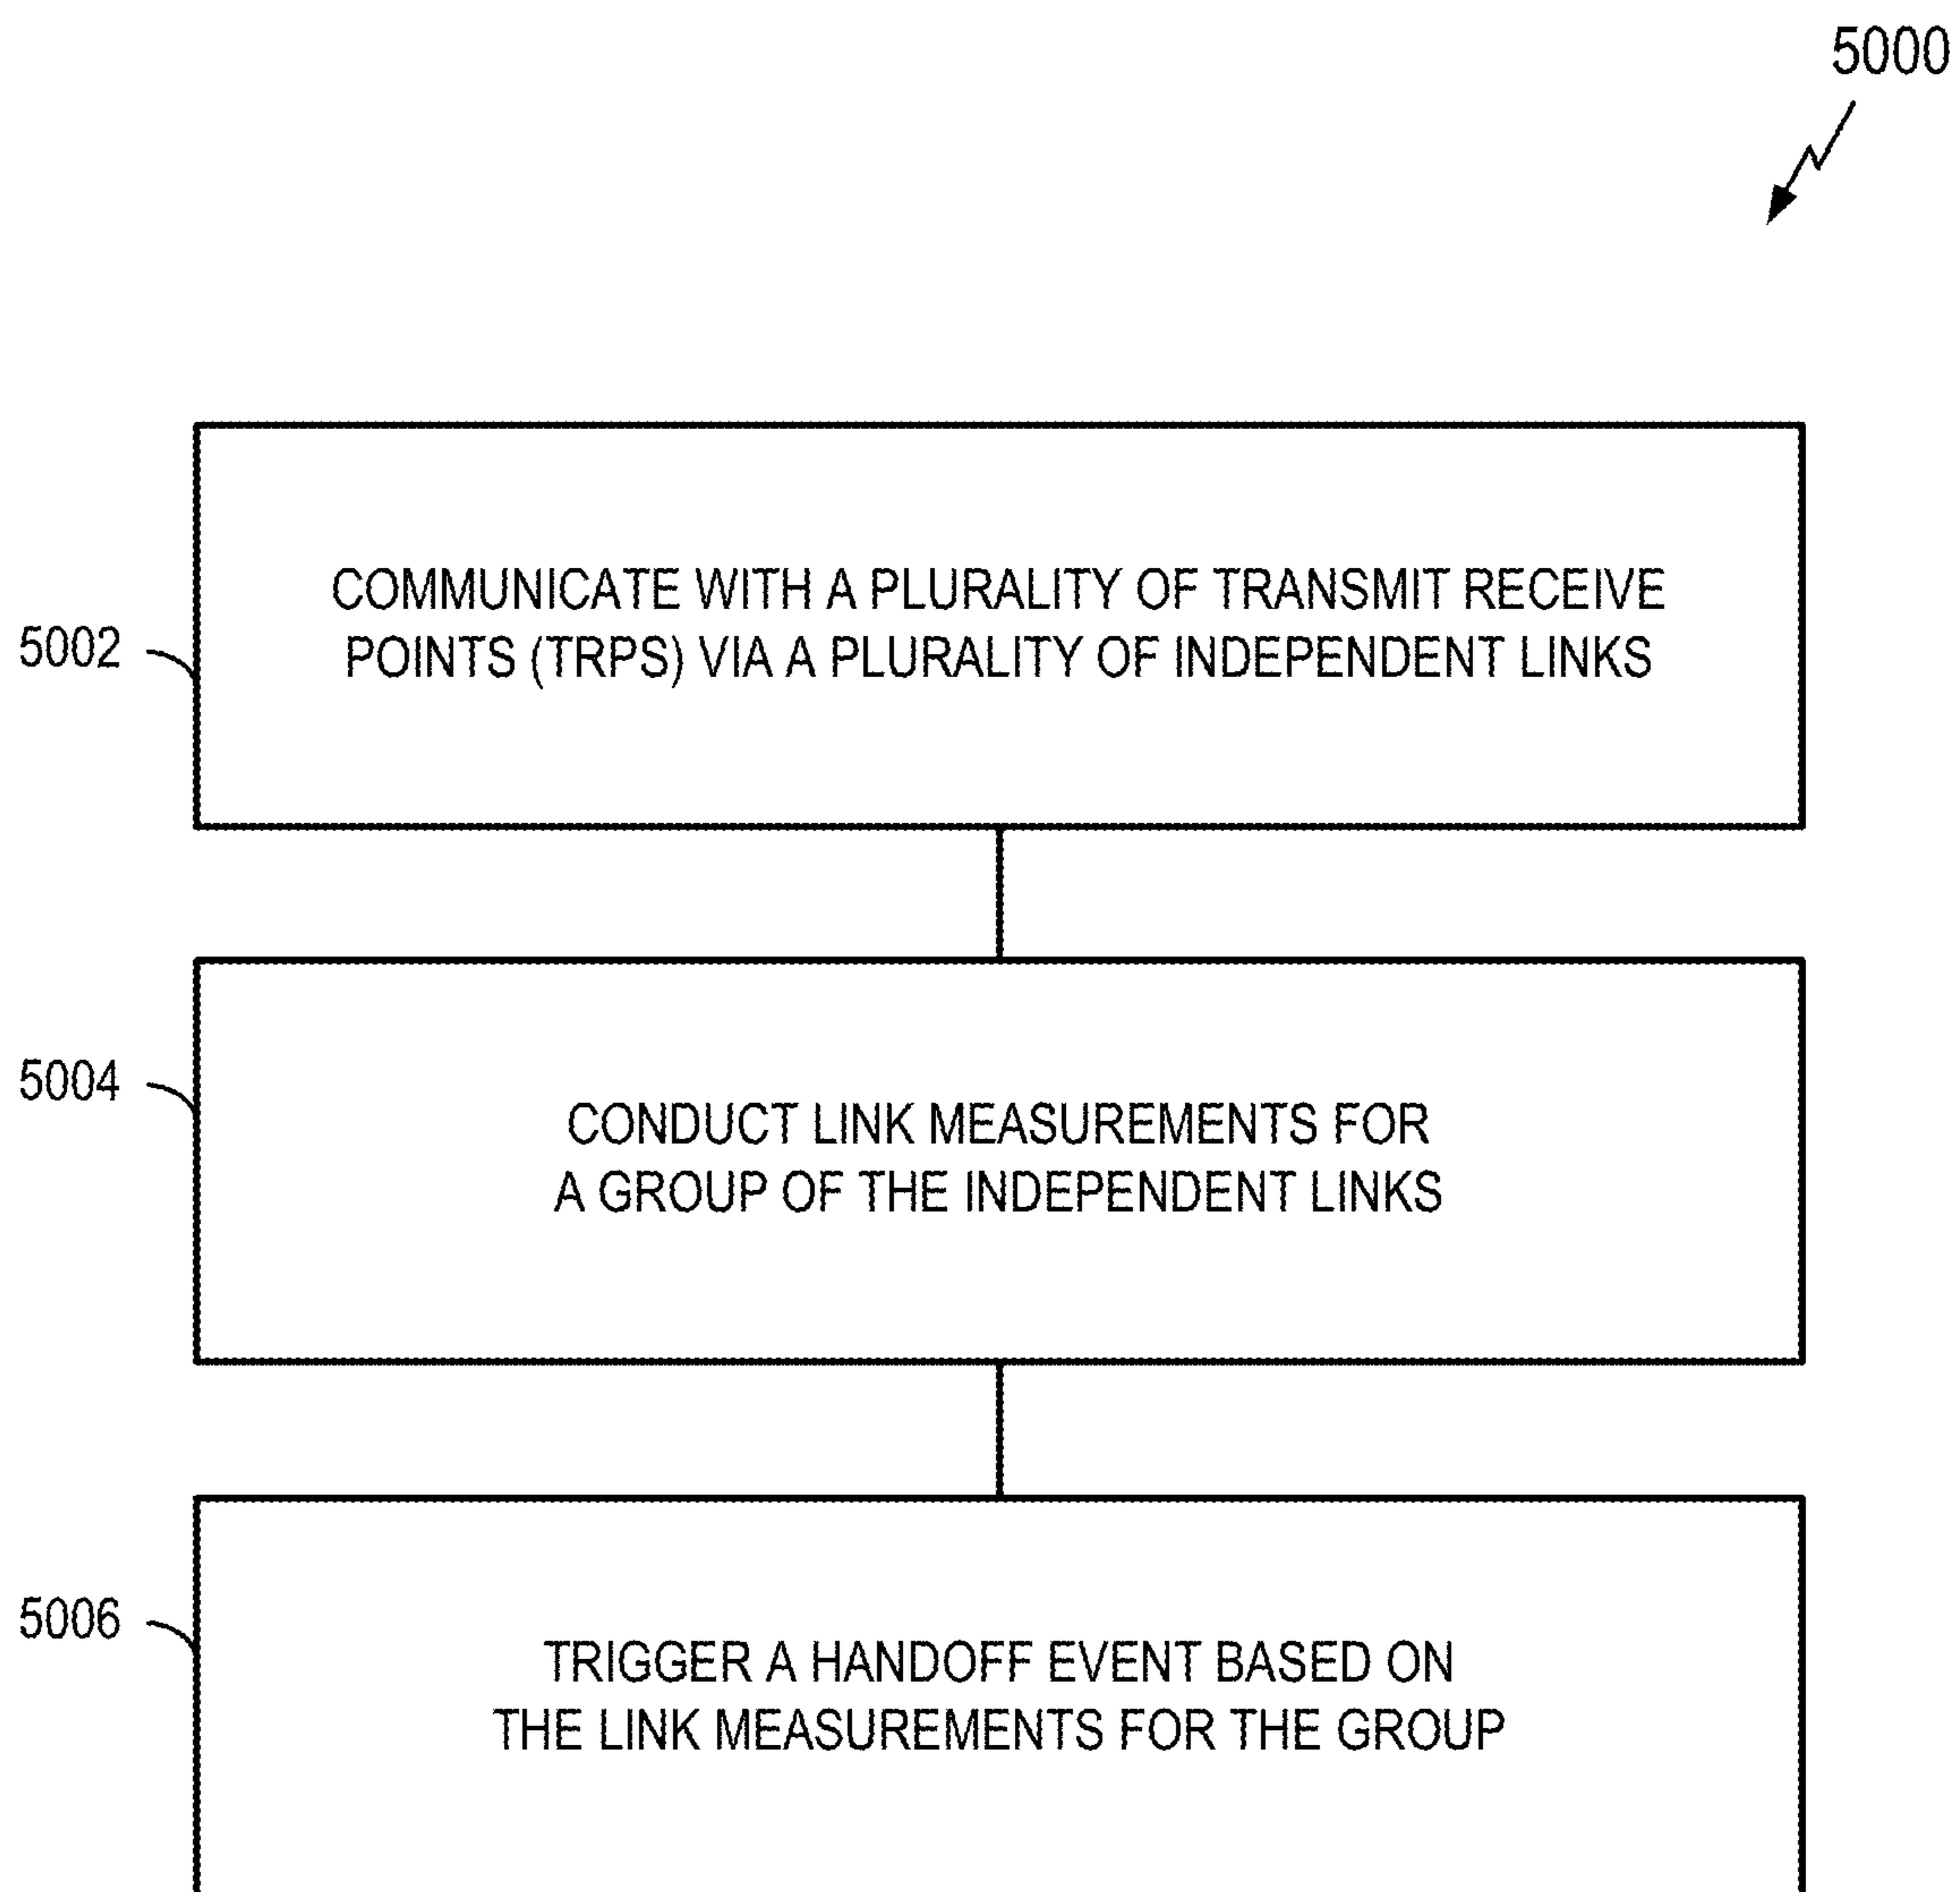 5000
5002
COMMUNICATE WITH A PLURALITY OF TRANSMIT RECEIVE
POINTS (TRPS) VIA A PLURALITY OF INDEPENDENT LINKS
5004
CONDUCT LINK MEASUREMENTS FOR
A GROUP OF THE INDEPENDENT LINKS
5006
TRIGGER A HANDOFF EVENT BASED ON
THE LINK MEASUREMENTS FOR THE GROUP